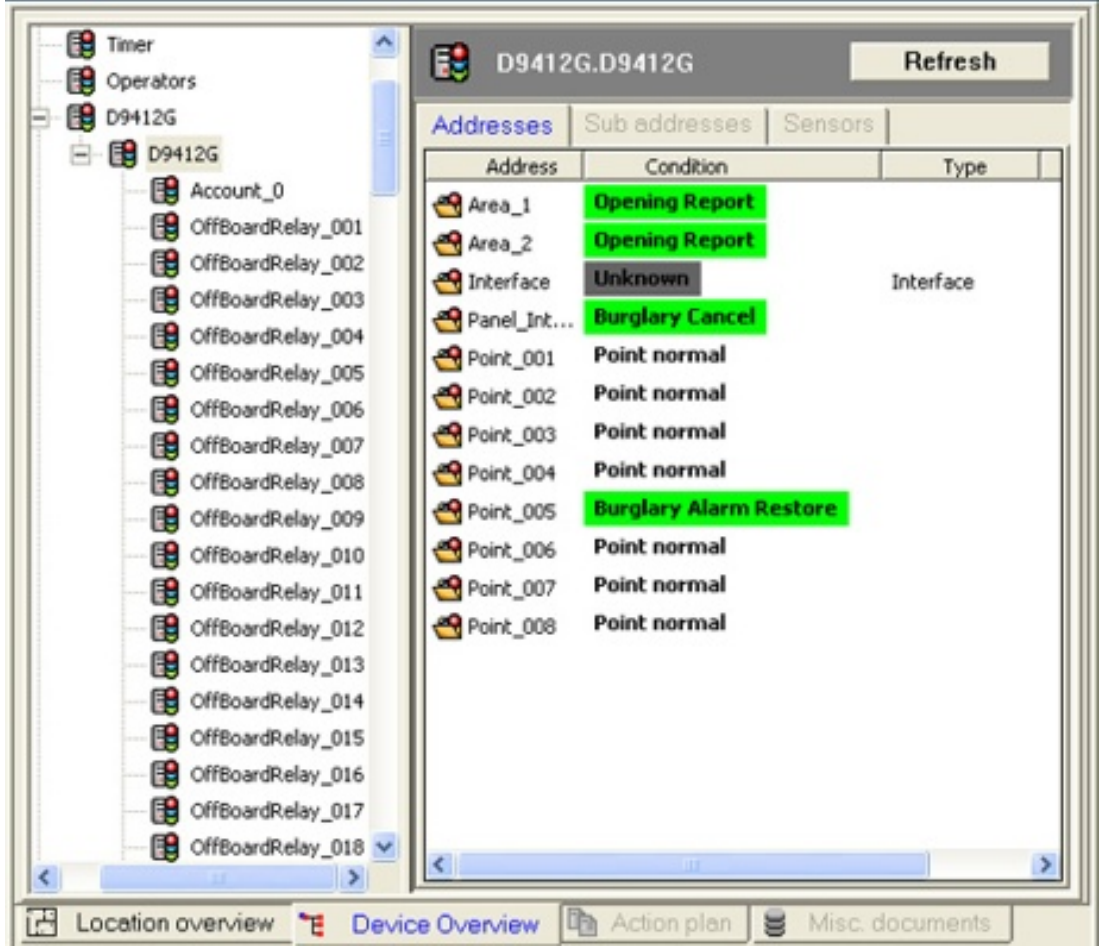 Timer
Operators
D9412G
D9412G
Account_0
OffBoardRelay_001
OffBoardRelay_002
OffBoardRelay_003
OffBoardRelay_004
OffBoardRelay_005
OffBoardRelay_006
OffBoardRelay_007
OffBoardRelay_008
OffBoardRelay_009
OffBoardRelay_010
OffBoardRelay_011
OffBoardRelay_012
OffBoardRelay_013
OffBoardRelay_014
OffBoardRelay_015
OffBoardRelay_016
OffBoardRelay_017
OffBoardRelay_018
D9412G.D9412G Refresh
Addresses Sub addresses Sensors
Address Condition Type
Area_1 Opening Report
Area_2 Opening Report
Interface Unknown Interface
Panel_Int... Burglary Cancel
Point_001 Point normal
Point_002 Point normal
Point_003 Point normal
Point_004 Point normal
Point_005 Burglary Alarm Restore
Point_006 Point normal
Point_007 Point normal
Point_008 Point normal
Location overview Device Overview Action plan Misc. documents